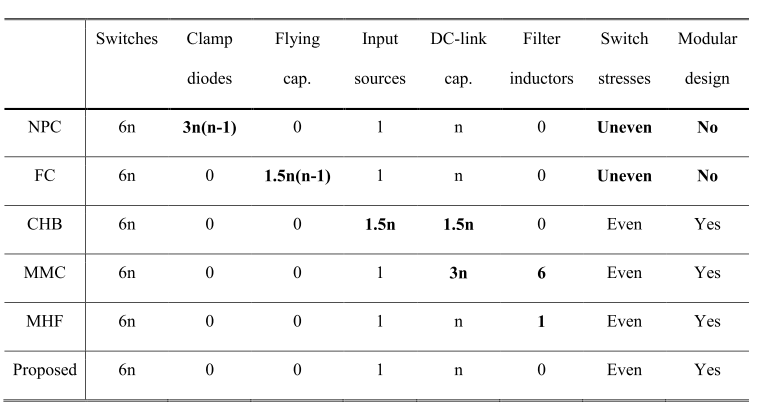 Switches Clamp Flying Input DC-link Filter Switch Modular
diodes cap. sources cap. inductors stresses design
NPC 6n 3n(n-1) 0 1 n 0 Uneven No
FC 6n 0 1.5n(n-1) 1 n 0 Uneven No
CHB 6n 0 0 1.5n 1.5n 0 Even Yes
MMC 6n 0 0 1 3n 6 Even Yes
MHF 6n 0 0 1 n 1 Even Yes
Proposed 6n 0 0 1 n 0 Even Yes